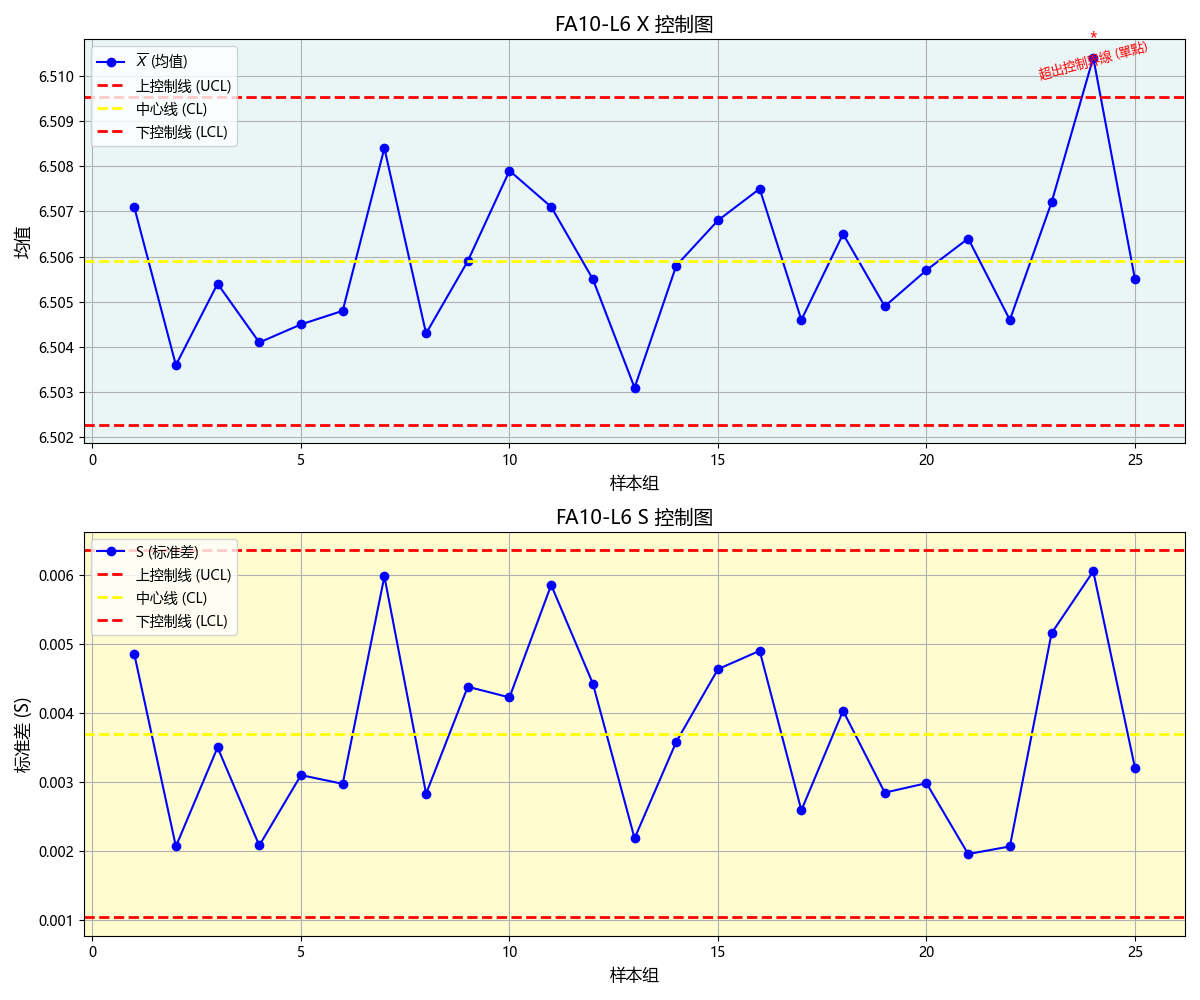 FA10-L6 X 控制图
*
超出控制界線 (單點)
X (均值)
上控制线 (UCL)
中心线 (CL)
下控制线 (LCL)
6.510
6.509
6.508
6.507
6.506
6.505
6.504
6.503
6.502
均值
0 5 10 15 20 25
样本组
FA10-L6 S 控制图
S (标准差)
上控制线 (UCL)
中心线 (CL)
下控制线 (LCL)
0.006
0.005
0.004
0.003
0.002
0.001
标准差 (S)
0 5 10 15 20 25
样本组